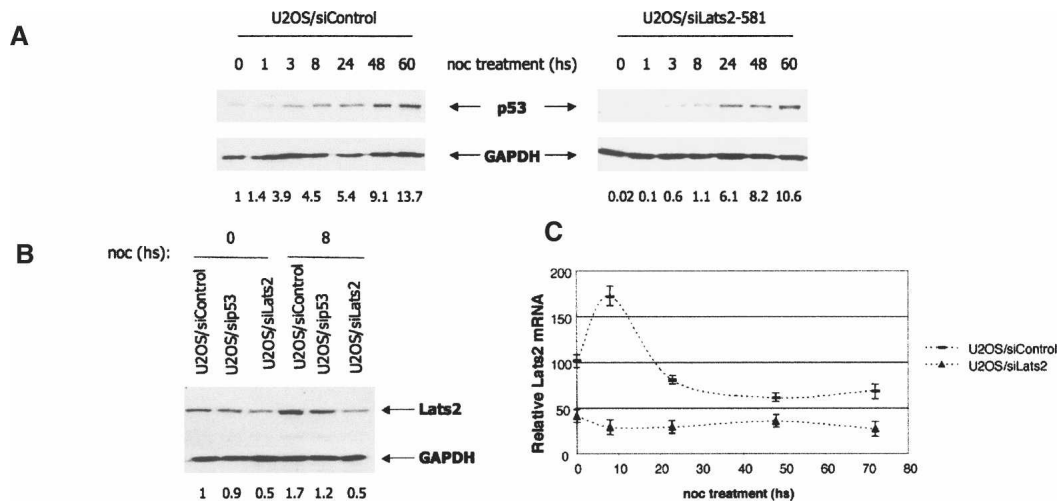 A
U2OS/siControl
U2OS/siLats2-581
0 1 3 8 24 48 60
noc treatment (hs)
0 1 3 8 24 48 60
p53
GAPDH
1 1.4 3.9 4.5 5.4 9.1 13.7
0.02 0.1 0.6 1.1 6.1 8.2 10.6
B
noc (hs):
0
8
U2OS/siControl
U2OS/sip53
U2OS/siLats2
U2OS/siControl
U2OS/sip53
U2OS/siLats2
Lats2
GAPDH
1 0.9 0.5 1.7 1.2 0.5
C
Relative Lats2 mRNA
200
150
100
50
0
0 10 20 30 40 50 60 70 80
noc treatment (hs)
U2OS/siControl
U2OS/siLats2